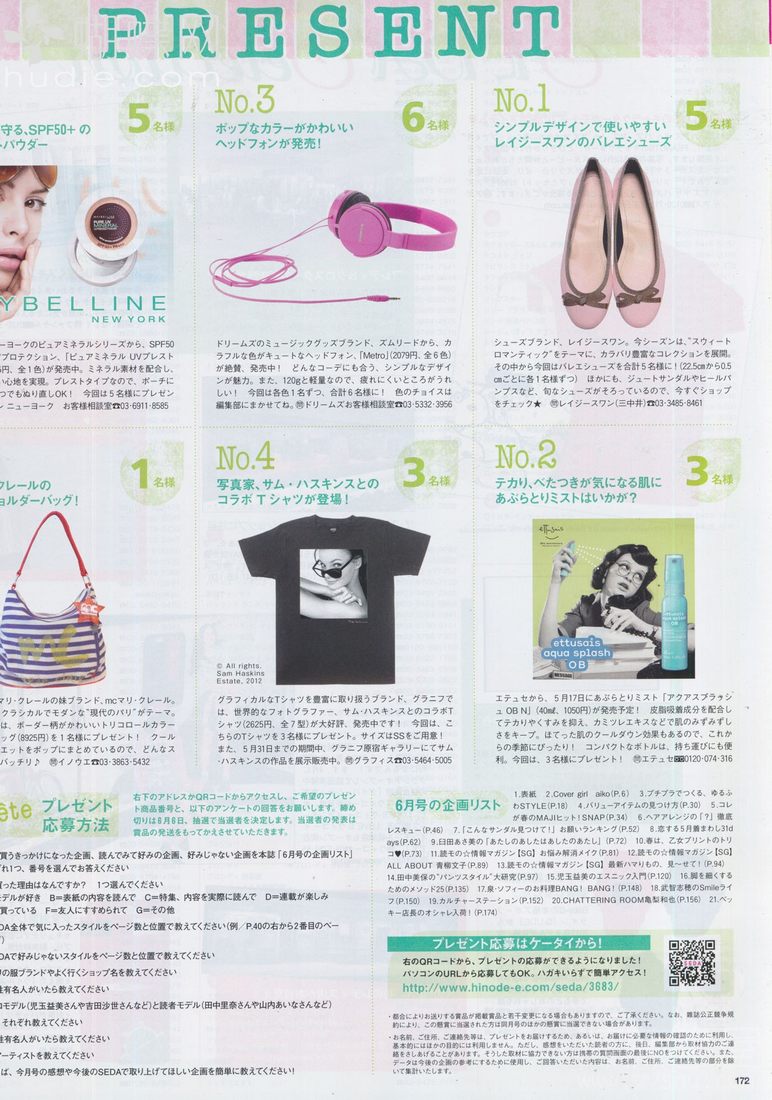 PRESENT
hudie.com
No.1
5名様
シンプルデザインで使いやすい
レイジースワンのバレエシューズ
シューズブランド、レイジースワン。今シーズンは、“スウィート
ロマンティック”をテーマに、カラバリ豊富なコレクションを展開。
その中から今回はバレエシューズを合計5名様に!(22.5cmから0.5
cmごとに各1名様ずつ) ほかにも、ジュートサンダルやヒールパ
ンプスなど、旬なシューズがそろっているので、今すぐショップ
をチェック★ ㉄レイジースワン(三中井)☎03・3485・8461
No.2
3名様
テカリ、べたつきが気になる肌に
あぶらとりミストはいかが?
ettusais
ettusais
aqua splash
OB
エテュセから、5月17日にあぶらとりミスト「アクアスプラッシ
ュ OB N」(40㎖、1050円)が発売予定! 皮脂吸着成分を配合し
てテカリやくすみを抑え、カミツレエキスなどで肌のみずみずし
さをキープ。ほてった肌のクールダウン効果もあるので、これか
らの季節にぴったり! コンパクトなボトルは、持ち運びにも便
利。今回は、3名様にプレゼント! ㉄エテュセ0120・074・316
No.3
6名様
ポップなカラーがかわいい
ヘッドフォンが発売!
ドリームズのミュージックグッズブランド、ズムリードから、カ
ラフルな色がキュートなヘッドフォン、「Metro」(2079円、全6色)
が絶賛、発売中! どんなコーデにも合う、シンプルなデザイ
ンが魅力。また、120gと軽量なので、疲れにくいところがうれ
しい! 今回は各色1名ずつ、合計6名様に! 色のチョイスは
編集部にまかせてね。㉄ドリームズお客様相談室☎03・5332・3956
No.4
3名様
写真家、サム・ハスキンスとの
コラボTシャツが登場!
© All rights.
Sam Haskins
Estate, 2012
グラフィカルなTシャツを豊富に取り扱うブランド、グラニフで
は、世界的なフォトグラファー、サム・ハスキンスとのコラボT
シャツ(2625円、全7型)が大好評、発売中です! 今回は、こ
ちらのTシャツを3名様にプレゼント。サイズはSSをご用意!
また、5月31日までの期間中、グラニフ原宿ギャラリーにてサム
・ハスキンスの作品を展示販売中。㉄グラフィス☎03・5464・5005
5名様
守る、SPF50+の
トパウダー
YBELLINE
NEW YORK
ーヨークのピュアミネラルシリーズから、SPF50
プロテクション、「ピュアミネラル UVプレスト
円、全1色)が発売中。ミネラル素材を配合し、
い心地を実現。プレストタイプなので、ポーチに
つでもぬり直しOK! 今回は5名様にプレゼン
ン ニューヨーク お客様相談室☎03・6911・8585
1名様
クレールの
ョルダーバッグ!
マリ・クレールの妹ブランド、mcマリ・クレール。
クラシカルでモダンな“現代のパリ”がテーマ。
は、ボーダー柄がかわいいトリコロールカラー
ッグ(8925円)を1名様にプレゼント! クール
エットをポップにまとめているので、どんなス
バッチリ♪ ㉄イノウエ☎03・3863・5432
ête プレゼント
応募方法
右下のアドレスかQRコードからアクセスし、ご希望のプレゼン
ト商品番号と、以下のアンケートの回答をお願いします。締め
切りは6月6日、抽選で当選者を決定します。当選者の発表は
賞品の発送をもってかえさせていただきます。
買うきっかけになった企画、読んでみて好みの企画、好みじゃない企画を本誌「6月号の企画リスト」
ぞれ1つ、番号を選んでお答えください
買った理由はなんですか? 1つ選んでください
モデルが好き B=表紙の内容を読んで C=特集、内容を実際に読んで D=連載が楽しみ
買っている F=友人にすすめられて G=その他
DA全体で気に入ったスタイルをページ数と位置で教えてください(例/P.40の右から2番目のペー
DAで好みじゃないスタイルをページ数と位置で教えてください
の服ブランドやよく行くショップ名を教えてください
性有名人がいたら教えてください
ロモデル(児玉益美さんや吉田沙世さんなど)と読者モデル(田中里奈さんや山内あいなさんなど)
それぞれ教えてください
性有名人がいたら教えてください
アーティストを教えてください
ば、今月号の感想や今後のSEDAで取り上げてほしい企画を簡単に教えてください!
6月号の企画リスト
1.表紙 2.Cover girl aiko(P.6) 3.プチプラでつくる、ゆるふ
わSTYLE(P.18) 4.バリューアイテムの見つけ方(P.30) 5.コレ
が春のMAJIヒット!SNAP(P.34) 6.ヘアアレンジの「?」徹底
レスキュー(P.46) 7.「こんなサンダル見つけて!」お願いランキング(P.52) 8.恋する5月蓋まわし31d
ays(P.62) 9.臼田あさ美の「あたしのあしたはあしたのあたし」(P.72) 10.春は、乙女プリントのトリ
コ♥(P.73) 11.読モの☆情報マガジン【SG】お悩み解消メイク(P.81) 12.読モの☆情報マガジン【SG】
ALL ABOUT 青柳文子(P.89) 13.読モの☆情報マガジン【SG】最新ハマりもの、見〜せて!(P.94)
14.田中美保の“パンツスタイル”大研究(P.97) 15.児玉益美のエスニック入門(P.120) 16.脚を細くする
ためのメソッド25(P.135) 17.泉・ソフィーのお料理BANG! BANG!(P.148) 18.武智志穂のSmileライ
フ(P.150) 19.カルチャーステーション(P.152) 20.CHATTERING ROOM亀梨和也(P.156) 21.ベッ
キー店長のオシャレ入荷!(P.174)
プレゼント応募はケータイから!
右のQRコードから、プレゼントの応募ができるようになりました!
パソコンのURLから応募してもOK。ハガキいらずで簡単アクセス!
http://www.hinode-e.com/seda/3683/
SEDA
・都合によりお送りする賞品が掲載賞品と若干変更になる場合もありますので、ご了承ください。なお、雑誌公正競争規
約により、この懸賞に当選された方は同月号のほかの懸賞に当選できない場合があります。
・お名前、ご住所、ご連絡先等は、プレゼントをお届けするため、あるいは、お届けに必要な情報の確認のために利用し、
基本的にはほかの目的には利用しません。ただし、感想をいただいた読者の方に、後日、編集部から取材協力のご連
絡をさしあげることがあります。そうした取材に協力できない方は携帯の質問画面の最後にNOをつけてください。また、
データは今後の企画の参考にするために使用し、ご回答いただいた内容は、お名前、ご住所、ご連絡先等の部分を除
いて集計いたします。
172